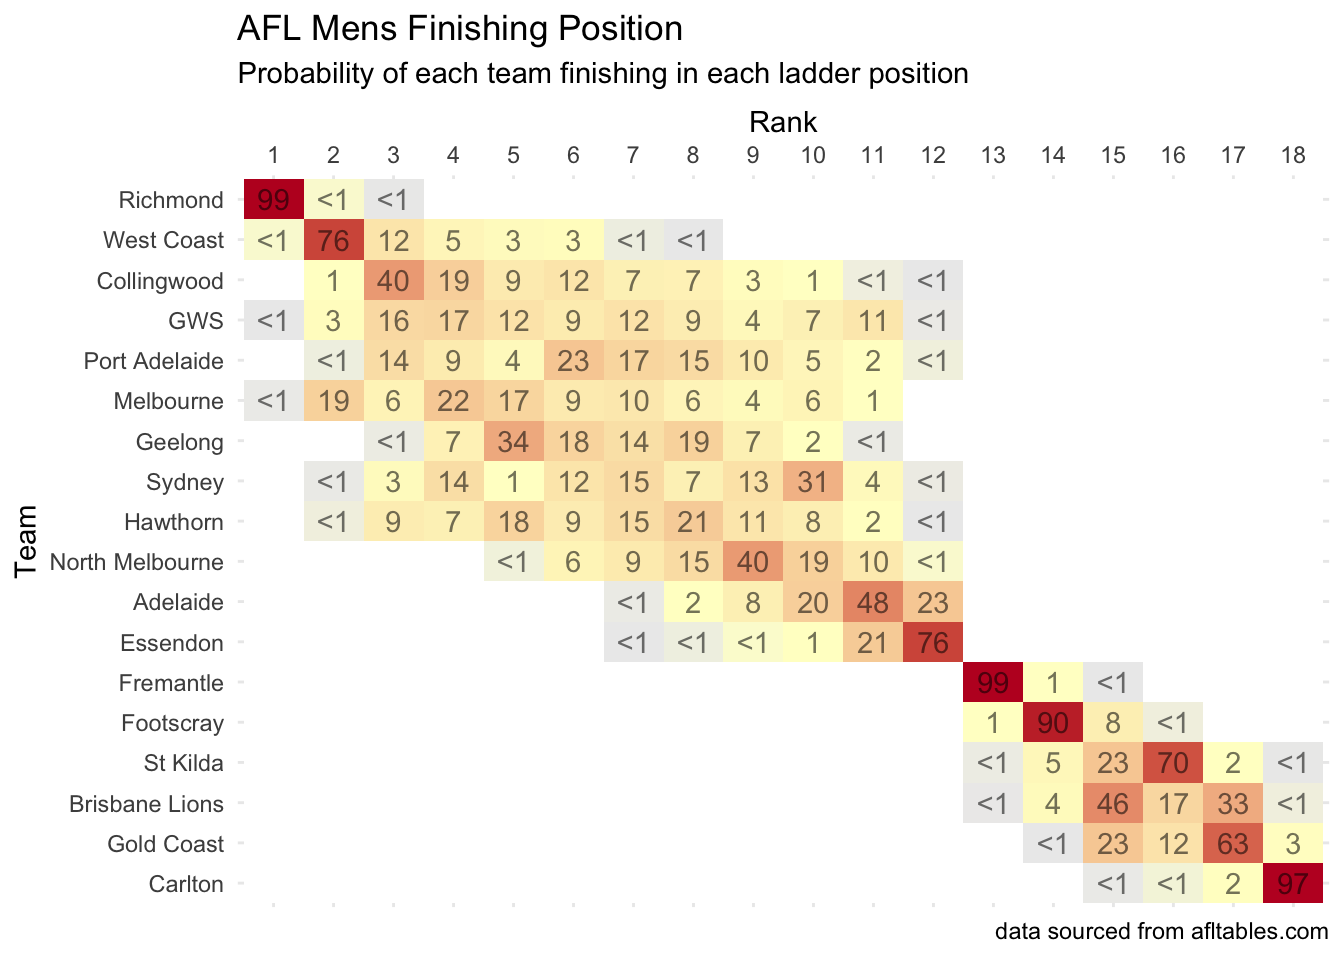 AFL Mens Finishing Position
Probability of each team finishing in each ladder position
Rank
1 2 3 4 5 6 7 8 9 10 11 12 13 14 15 16 17 18
Richmond 99 <1 <1
West Coast <1 76 12 5 3 3 <1 <1
Collingwood 1 40 19 9 12 7 7 3 1 <1 <1
GWS <1 3 16 17 12 9 12 9 4 7 11 <1
Port Adelaide <1 14 9 4 23 17 15 10 5 2 <1
Melbourne <1 19 6 22 17 9 10 6 4 6 1
Geelong <1 7 34 18 14 19 7 2 <1
Sydney <1 3 14 1 12 15 7 13 31 4 <1
Hawthorn <1 9 7 18 9 15 21 11 8 2 <1
Team
North Melbourne <1 6 9 15 40 19 10 <1
Adelaide <1 2 8 20 48 23
Essendon <1 <1 <1 1 21 76
Fremantle 99 1 <1
Footscray 1 90 8 <1
St Kilda <1 5 23 70 2 <1
Brisbane Lions <1 4 46 17 33 <1
Gold Coast <1 23 12 63 3
Carlton <1 <1 2 97
data sourced from afltables.com